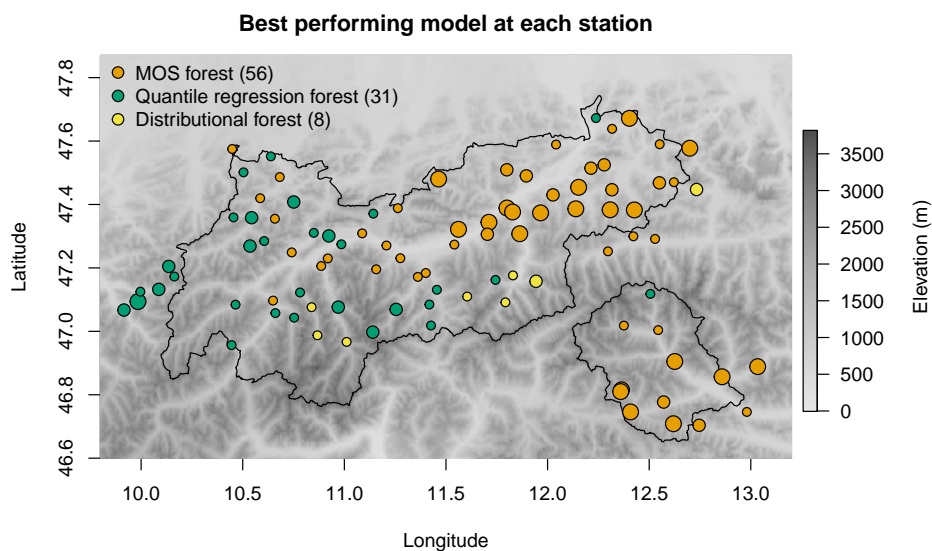 Best performing model at each station
MOS forest (56)
Quantile regression forest (31)
Distributional forest (8)
47.8
47.6
47.4
47.2
47.0
46.8
46.6
Latitude
10.0 10.5 11.0 11.5 12.0 12.5 13.0
Longitude
3500
3000
2500
2000
1500
1000
500
0
Elevation (m)